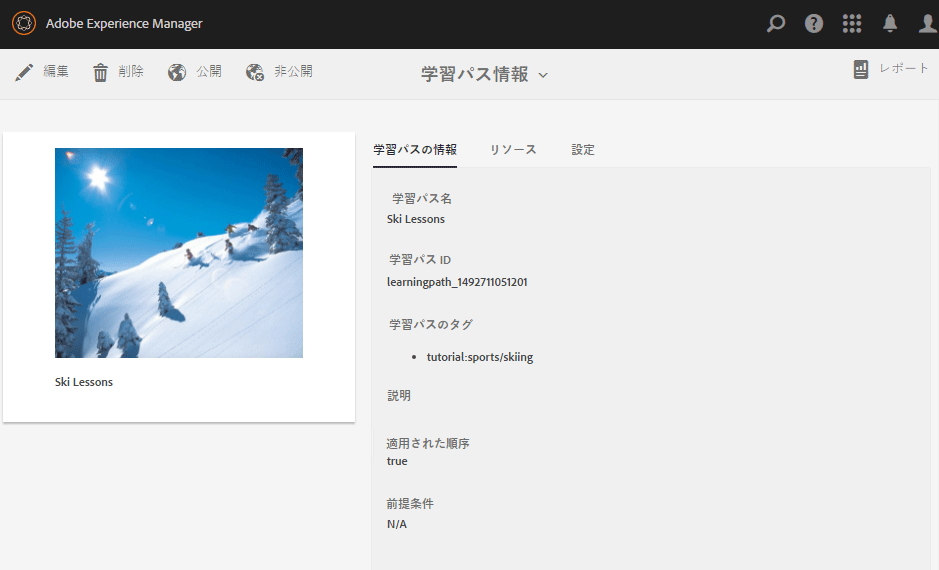 Adobe Experience Manager
編集 削除 公開 非公開 学習パス情報 レポート
学習パスの情報 リソース 設定
学習パス名
Ski Lessons
学習パス ID
learningpath_1492711051201
学習パスのタグ
• tutorial:sports/skiing
説明
適用された順序
true
前提条件
N/A
Ski Lessons